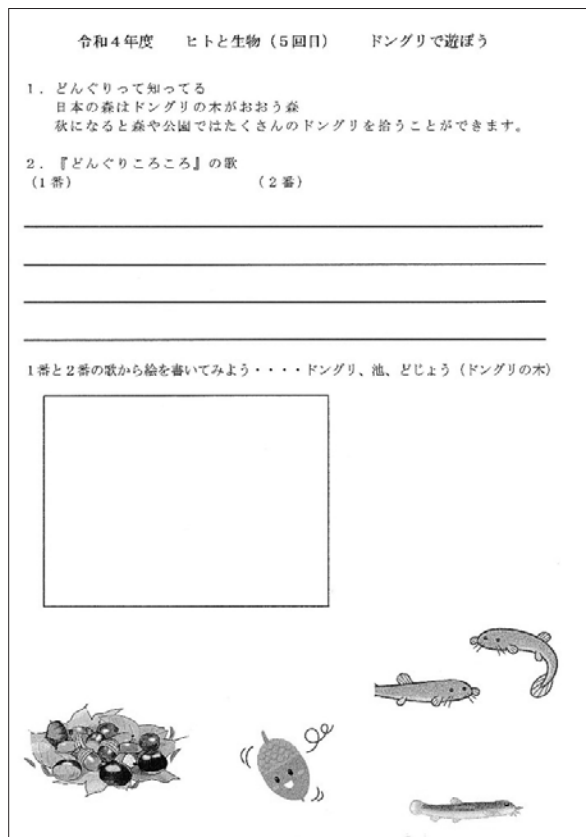 令和４年度　　ヒトと生物（５回目）　　ドングリで遊ぼう
１．どんぐりって知ってる
日本の森はドングリの木がおおう森
秋になると森や公園ではたくさんのドングリを拾うことができます。
２．『どんぐりころころ』の歌
（１番）　　　　　　　　　　　（２番）
１番と２番の歌から絵を書いてみよう・・・・ドングリ、池、どじょう（ドングリの木）